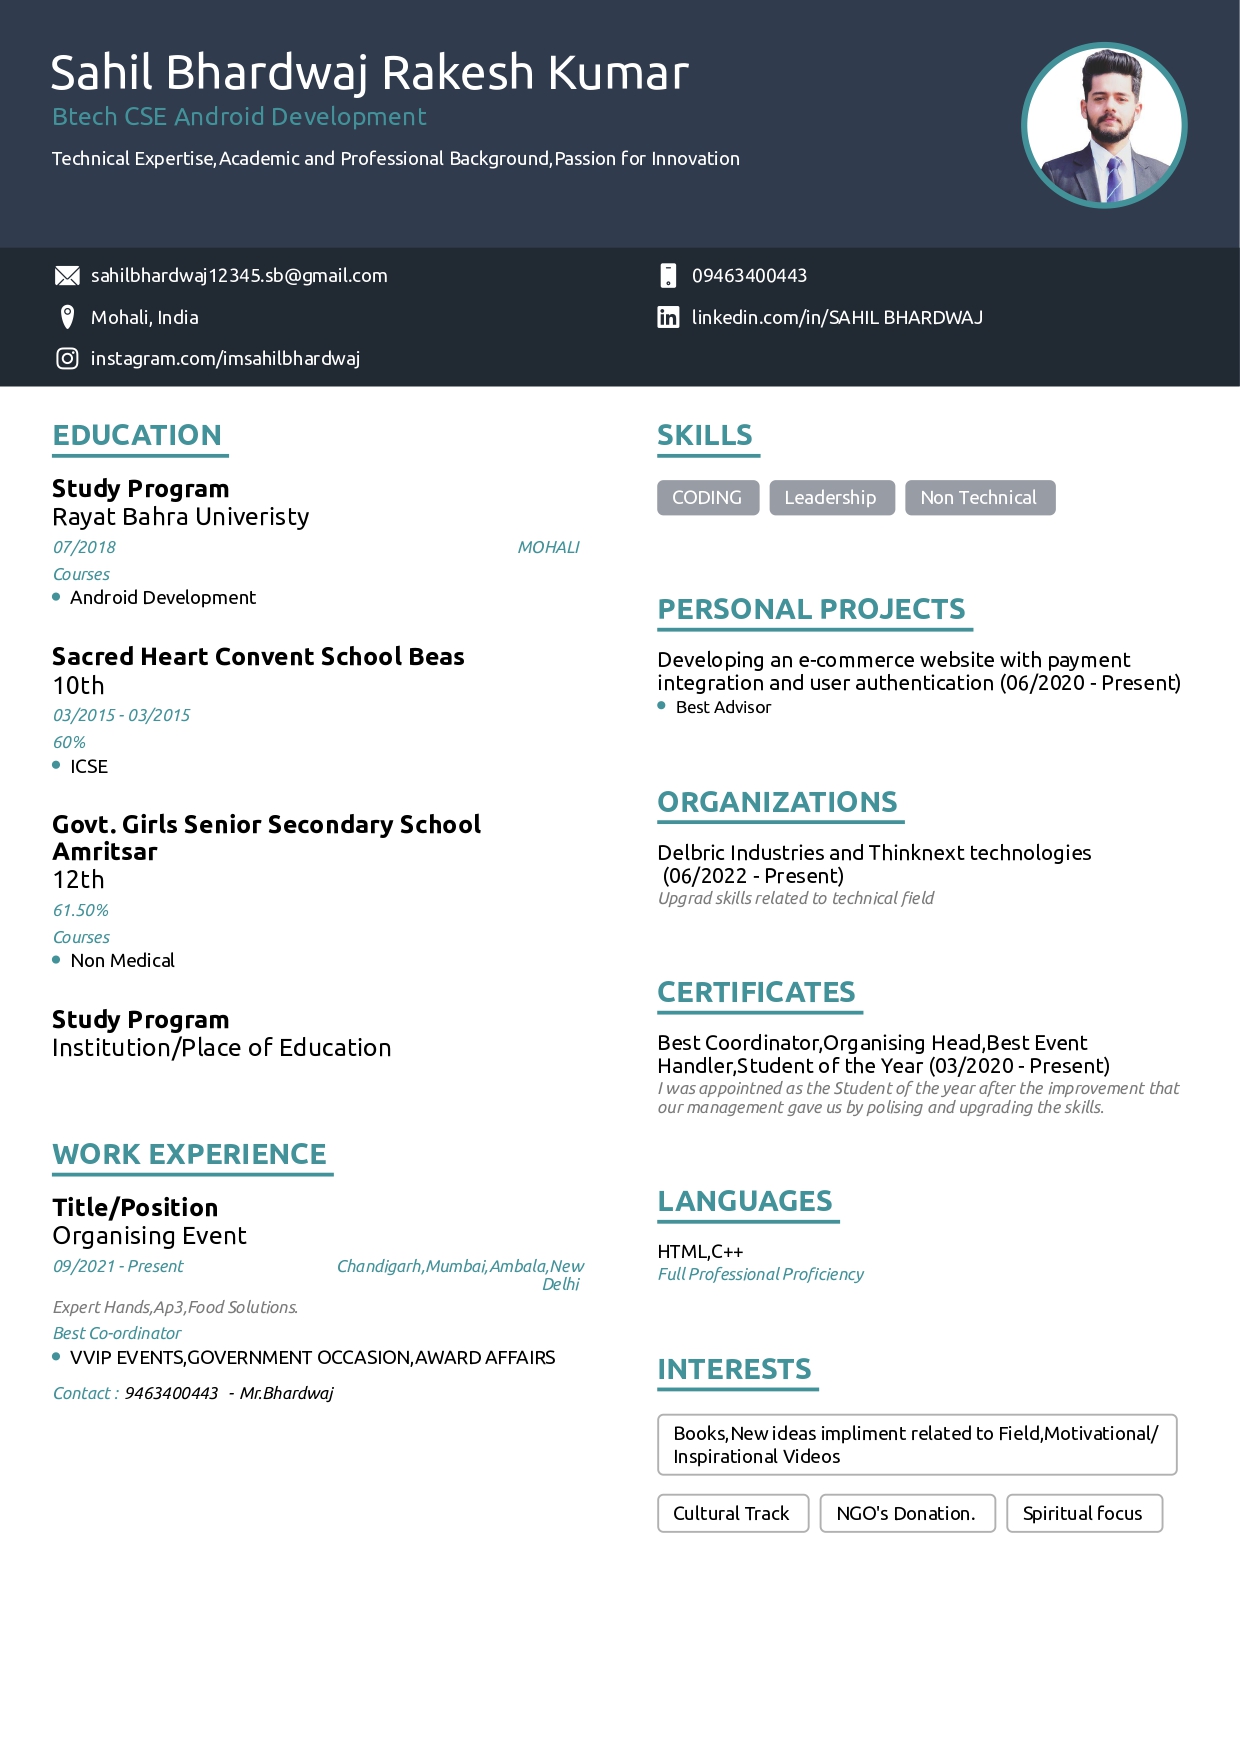 Sahil Bhardwaj Rakesh Kumar
Btech CSE Android Development
Technical Expertise,Academic and Professional Background,Passion for Innovation
sahilbhardwaj12345.sb@gmail.com
09463400443
Mohali, India
linkedin.com/in/SAHIL BHARDWAJ
instagram.com/imsahilbhardwaj
EDUCATION
Study Program
Rayat Bahra Univeristy
07/2018 MOHALI
Courses
Android Development
Sacred Heart Convent School Beas
10th
03/2015 - 03/2015
60%
ICSE
Govt. Girls Senior Secondary School
Amritsar
12th
61.50%
Courses
Non Medical
Study Program
Institution/Place of Education
WORK EXPERIENCE
Title/Position
Organising Event
09/2021 - Present Chandigarh,Mumbai,Ambala,New
Delhi
Expert Hands,Ap3,Food Solutions.
Best Co-ordinator
VVIP EVENTS,GOVERNMENT OCCASION,AWARD AFFAIRS
Contact : 9463400443 - Mr.Bhardwaj
SKILLS
CODING Leadership Non Technical
PERSONAL PROJECTS
Developing an e-commerce website with payment
integration and user authentication (06/2020 - Present)
Best Advisor
ORGANIZATIONS
Delbric Industries and Thinknext technologies
(06/2022 - Present)
Upgrad skills related to technical field
CERTIFICATES
Best Coordinator,Organising Head,Best Event
Handler,Student of the Year (03/2020 - Present)
I was appointned as the Student of the year after the improvement that
our management gave us by polising and upgrading the skills.
LANGUAGES
HTML,C++
Full Professional Proficiency
INTERESTS
Books,New ideas impliment related to Field,Motivational/
Inspirational Videos
Cultural Track NGO's Donation. Spiritual focus